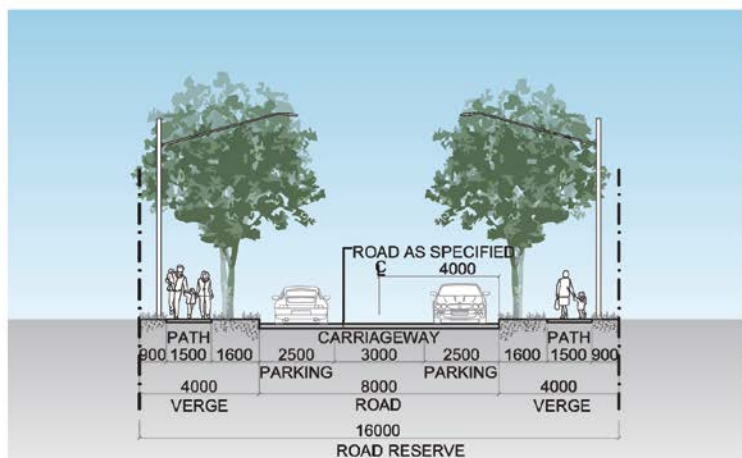 ROAD AS SPECIFIED
℄ 4000
PATH CARRIAGEWAY PATH
900 1500 1600 2500 3000 2500 1600 1500 900
PARKING PARKING
4000 8000 4000
VERGE ROAD VERGE
16000
ROAD RESERVE